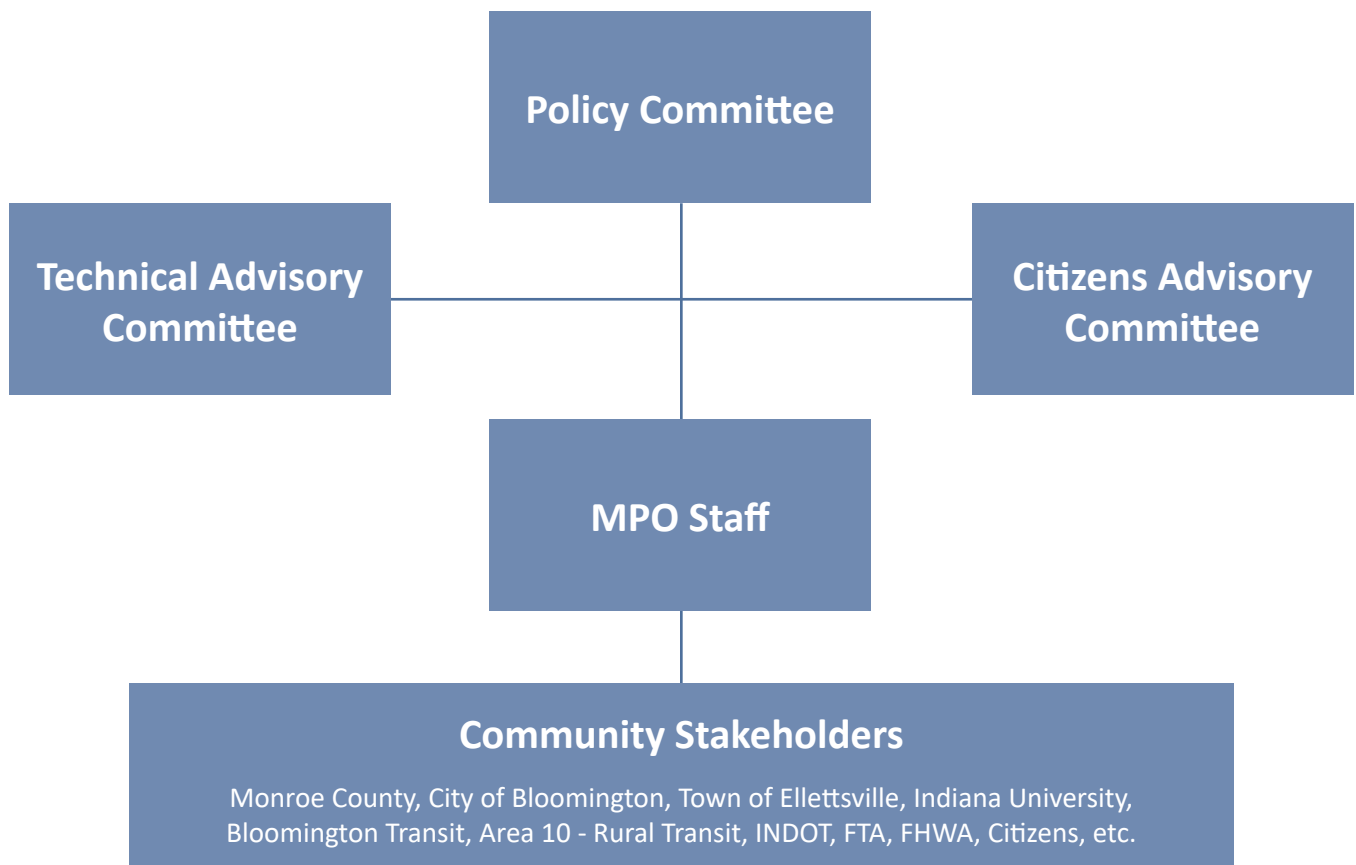 Policy Committee
Technical Advisory
Committee
Citizens Advisory
Committee
MPO Staff
Community Stakeholders
Monroe County, City of Bloomington, Town of Ellettsville, Indiana University,
Bloomington Transit, Area 10 - Rural Transit, INDOT, FTA, FHWA, Citizens, etc.